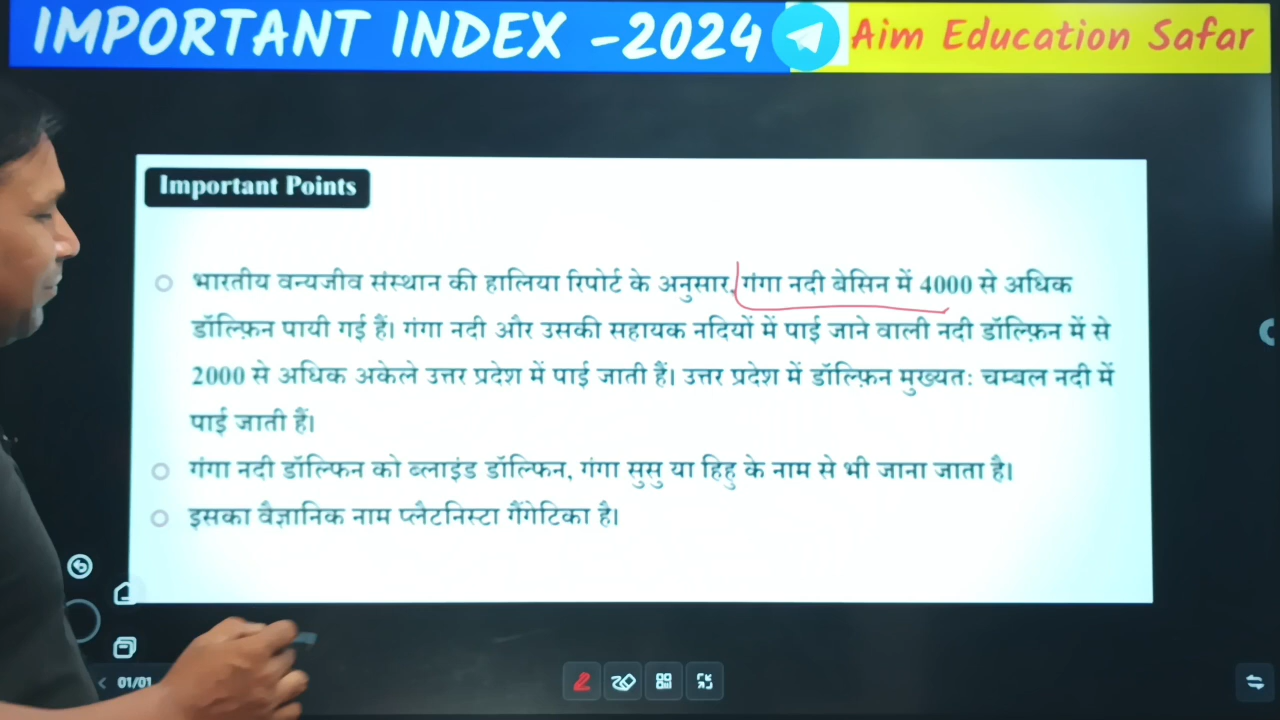 IMPORTANT INDEX -2024 Aim Education Safar
Important Points
भारतीय वन्यजीव संस्थान की हालिया रिपोर्ट के अनुसार, गंगा नदी बेसिन में 4000 से अधिक
डॉल्फ़िन पायी गई हैं। गंगा नदी और उसकी सहायक नदियों में पाई जाने वाली नदी डॉल्फ़िन में से
2000 से अधिक अकेले उत्तर प्रदेश में पाई जाती हैं। उत्तर प्रदेश में डॉल्फ़िन मुख्यतः चम्बल नदी में
पाई जाती हैं।
गंगा नदी डॉल्फिन को ब्लाइंड डॉल्फिन, गंगा सुसु या हिहु के नाम से भी जाना जाता है।
इसका वैज्ञानिक नाम प्लैटनिस्टा गैंगेटिका है।
01/01